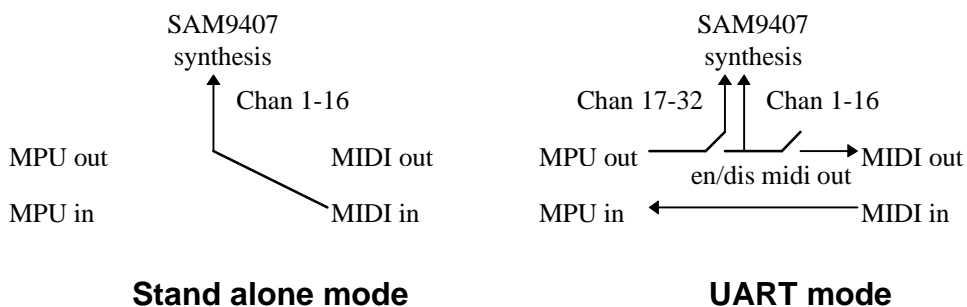 SAM9407
synthesis
Chan 1-16
MPU out
MIDI out
MPU in
MIDI in
Stand alone mode
SAM9407
synthesis
Chan 17-32
Chan 1-16
MPU out
MIDI out
en/dis midi out
MPU in
MIDI in
UART mode